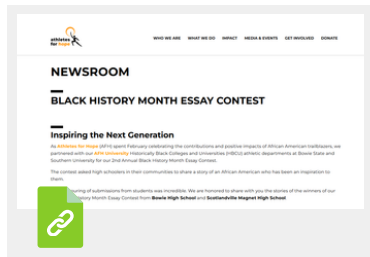 athletes
for hope
WHO WE ARE WHAT WE DO IMPACT MEDIA & EVENTS GET INVOLVED DONATE
NEWSROOM
BLACK HISTORY MONTH ESSAY CONTEST
Inspiring the Next Generation
As Athletes for Hope (AFH) spent February celebrating the contributions and positive impacts of African American trailblazers, we
partnered with our AFH University Historically Black Colleges and Universities (HBCU) athletic departments at Bowie State and
Southern University for our 2nd Annual Black History Month Essay Contest.
The contest asked high schoolers in their communities to share a story of an African American who has been an inspiration to
them.
ouring of submissions from students was incredible. We are honored to share with you the stories of the winners of our
story Month Essay Contest from Bowie High School and Scotlandville Magnet High School